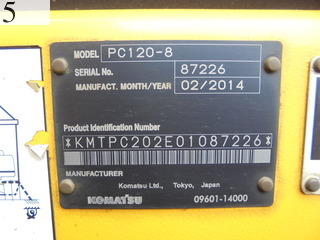 5
MODEL PC120-8
SERIAL No. 87226
MANUFACT. MONTH/YEAR 02/2014
Product Identification Number
*KMTPC202E01087226*
MANUFACTURER
Komatsu Ltd., Tokyo, Japan
KOMATSU 09601-14000